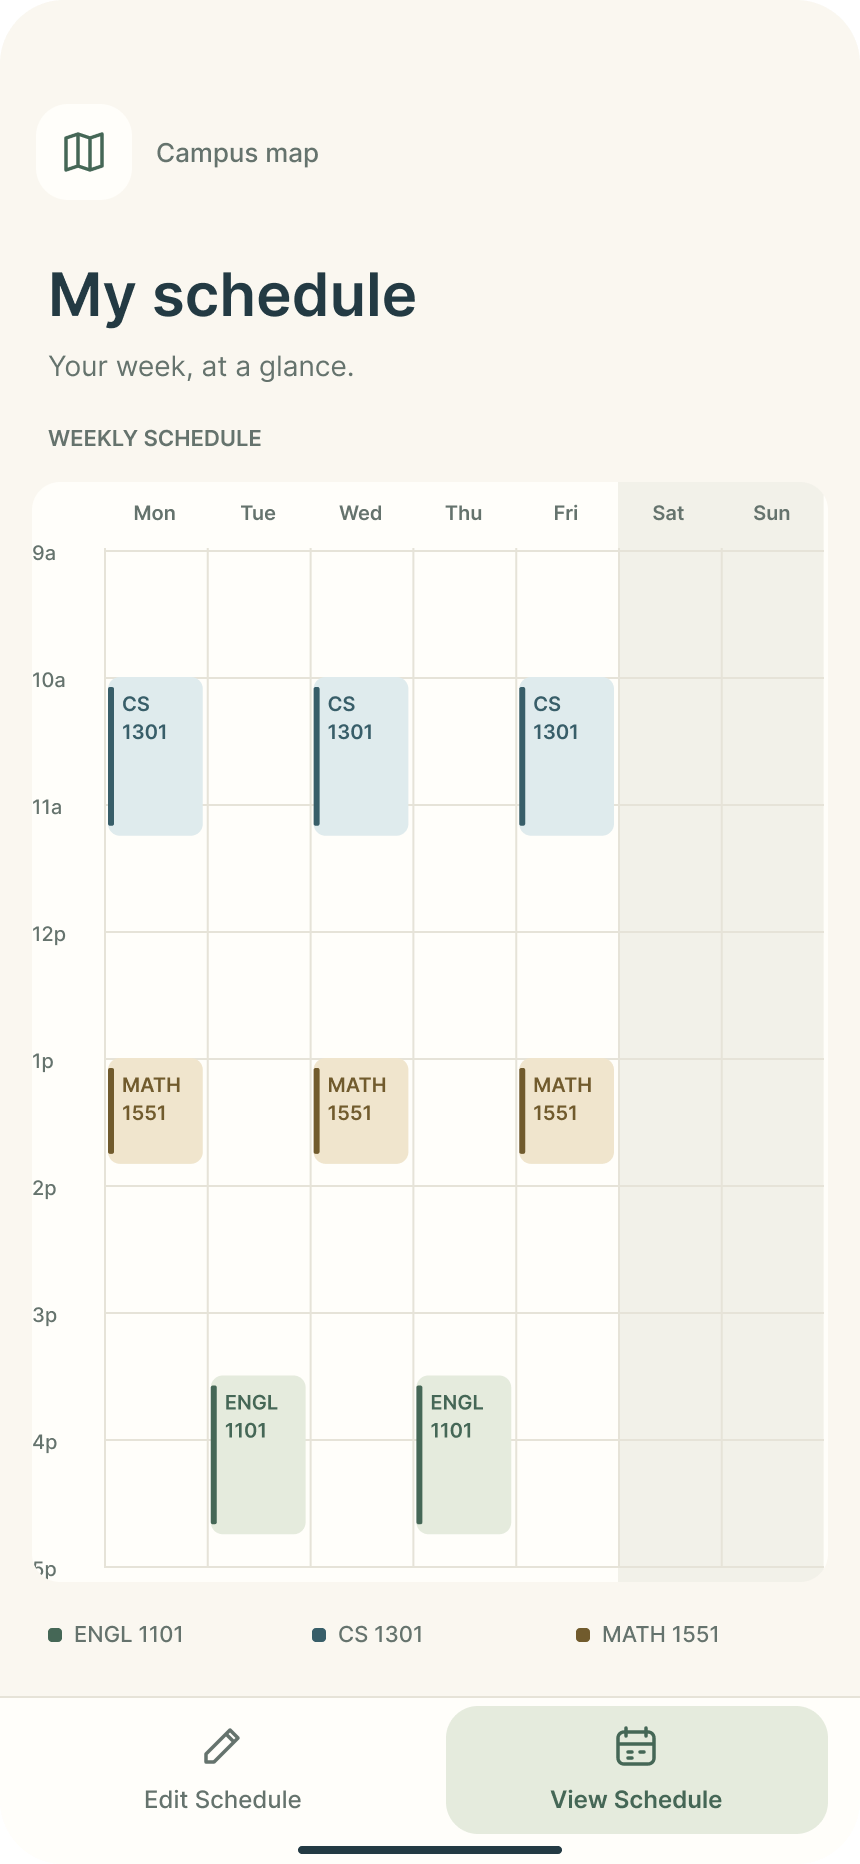 Campus map
My schedule
Your week, at a glance.
WEEKLY SCHEDULE
Mon Tue Wed Thu Fri Sat Sun
9a
10a
CS CS CS
1301 1301 1301
11a
12p
1p
MATH MATH MATH
1551 1551 1551
2p
3p
ENGL ENGL
1101 1101
4p
5p
ENGL 1101 CS 1301 MATH 1551
Edit Schedule View Schedule